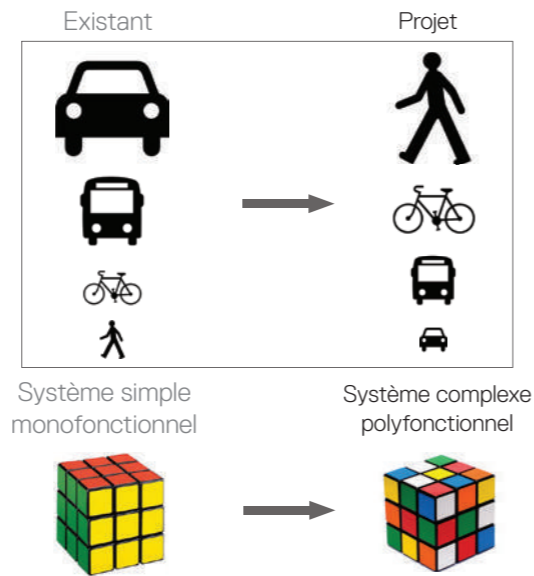 Existant
Projet
Système simple
monofonctionnel
Système complexe
polyfonctionnel